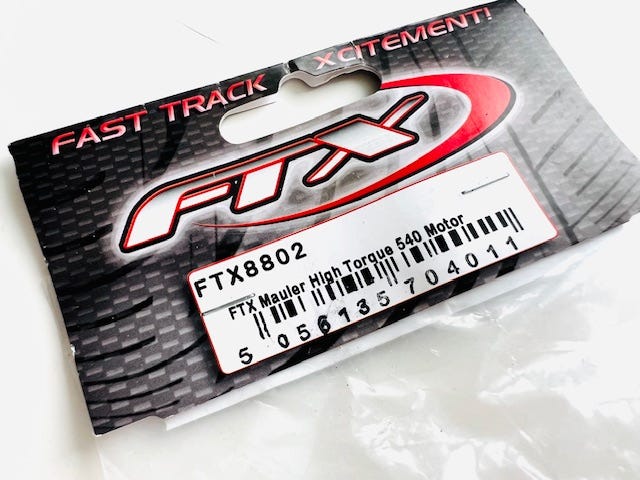 FAST TRACK XCITEMENT!
FTX
FTX8802
FTX Mauler High Torque 540 Motor
5 056135 704011